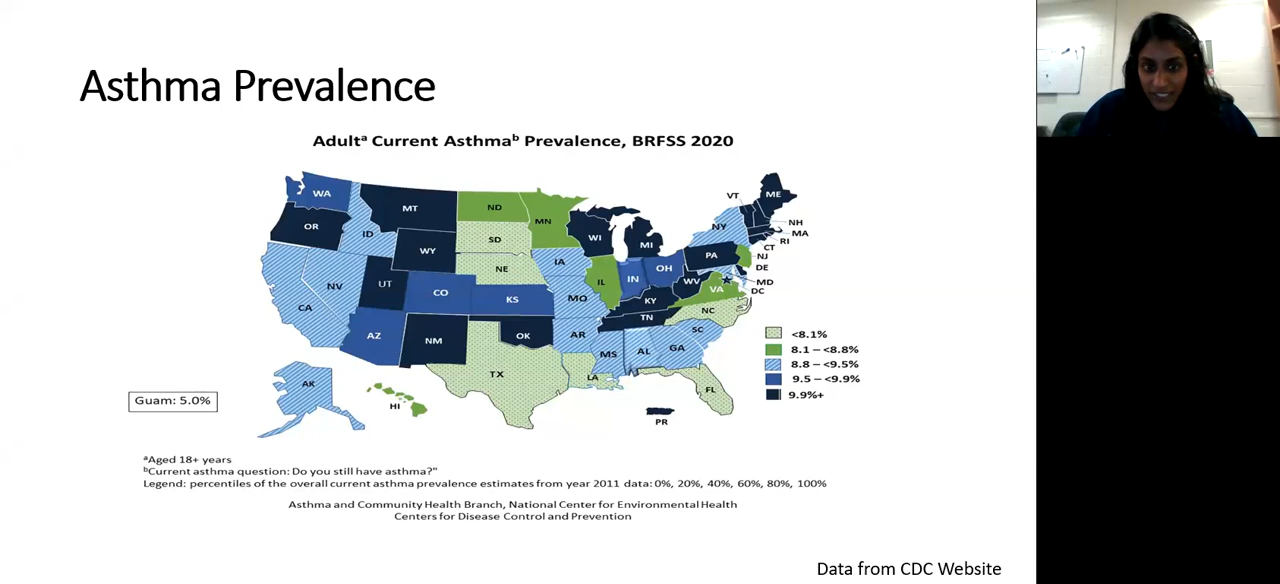 Asthma Prevalence
Adultᵃ Current Asthmaᵇ Prevalence, BRFSS 2020
WA
MT
ND
MN
VT
ME
OR
ID
SD
WI
MI
NY
NH
MA
RI
CT
WY
IA
PA
NJ
DE
NV
UT
NE
IL
IN
OH
MD
DC
CA
CO
KS
MO
WV
VA
KY
AZ
NM
OK
AR
TN
NC
SC
TX
LA
MS
AL
GA
FL
AK
HI
PR
<8.1%
8.1 – <8.8%
8.8 – <9.5%
9.5 – <9.9%
9.9%+
Guam: 5.0%
ᵃAged 18+ years
ᵇCurrent asthma question: Do you still have asthma?"
Legend: percentiles of the overall current asthma prevalence estimates from year 2011 data: 0%, 20%, 40%, 60%, 80%, 100%
Asthma and Community Health Branch, National Center for Environmental Health
Centers for Disease Control and Prevention
Data from CDC Website